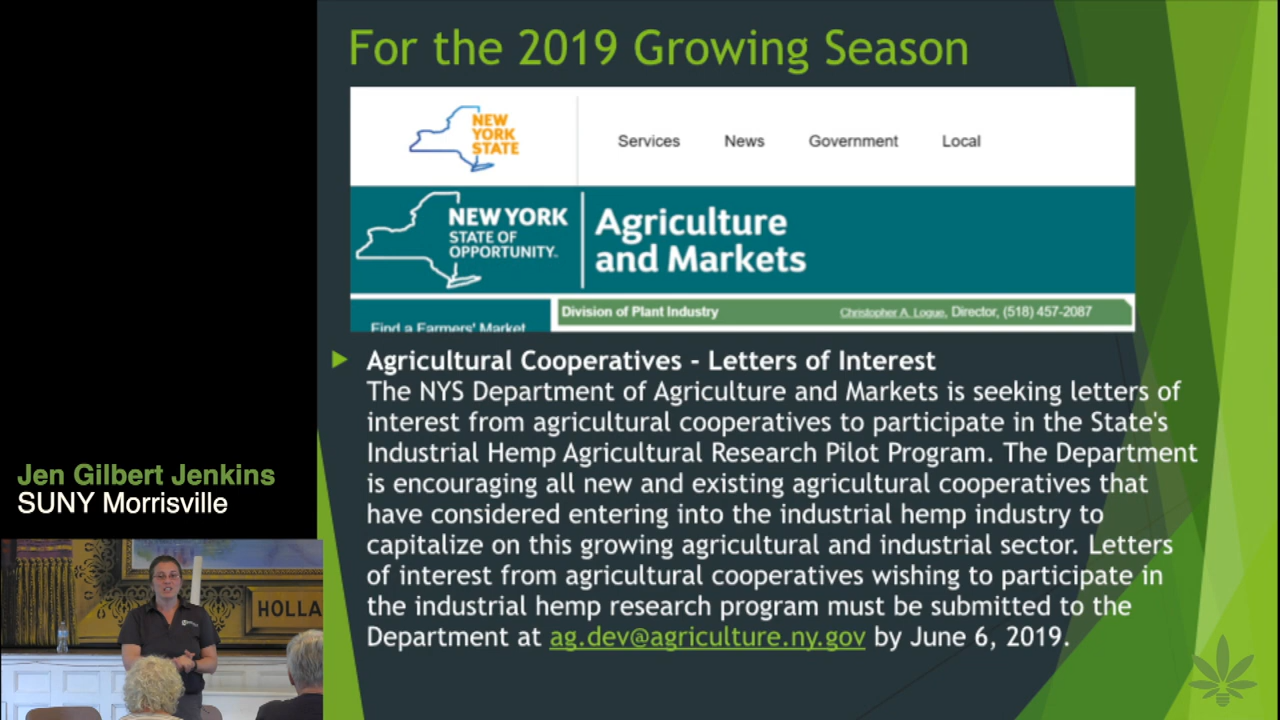 For the 2019 Growing Season
NEW
YORK
STATE
Services News Government Local
NEW YORK
STATE OF
OPPORTUNITY.
Agriculture
and Markets
Find a Farmers' Market
Division of Plant Industry
Christopher A. Logue, Director, (518) 457-2087
Agricultural Cooperatives - Letters of Interest
The NYS Department of Agriculture and Markets is seeking letters of
interest from agricultural cooperatives to participate in the State's
Industrial Hemp Agricultural Research Pilot Program. The Department
is encouraging all new and existing agricultural cooperatives that
have considered entering into the industrial hemp industry to
capitalize on this growing agricultural and industrial sector. Letters
of interest from agricultural cooperatives wishing to participate in
the industrial hemp research program must be submitted to the
Department at ag.dev@agriculture.ny.gov by June 6, 2019.
Jen Gilbert Jenkins
SUNY Morrisville
HOLLA